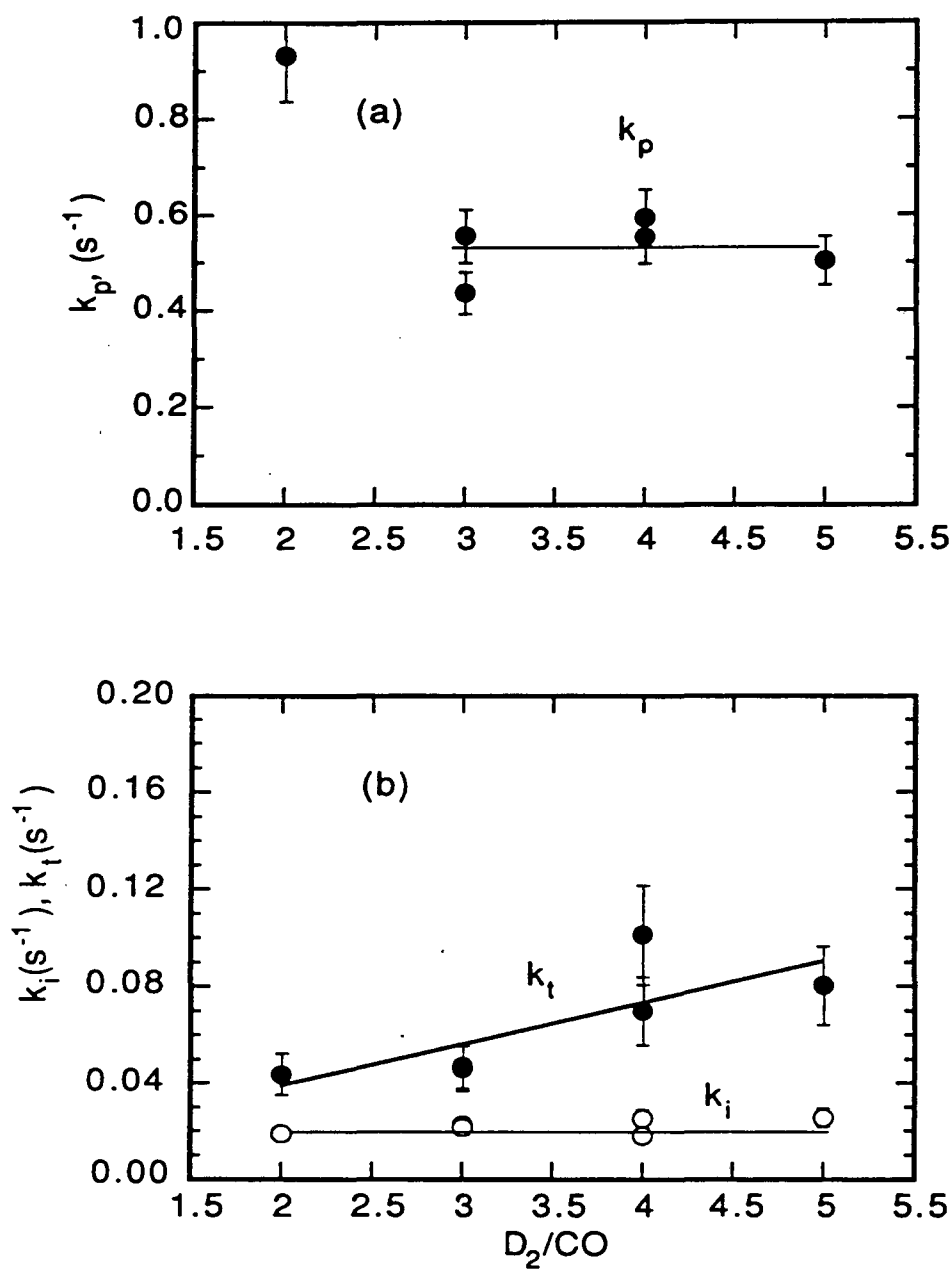 1.0
0.8
0.6
0.4
0.2
0.0
k_p, (s^-1)
(a)
k_p
1.5 2 2.5 3 3.5 4 4.5 5 5.5
0.20
0.16
0.12
0.08
0.04
0.00
k_i(s^-1), k_t(s^-1)
(b)
k_t
k_i
1.5 2 2.5 3 3.5 4 4.5 5 5.5
D_2/CO